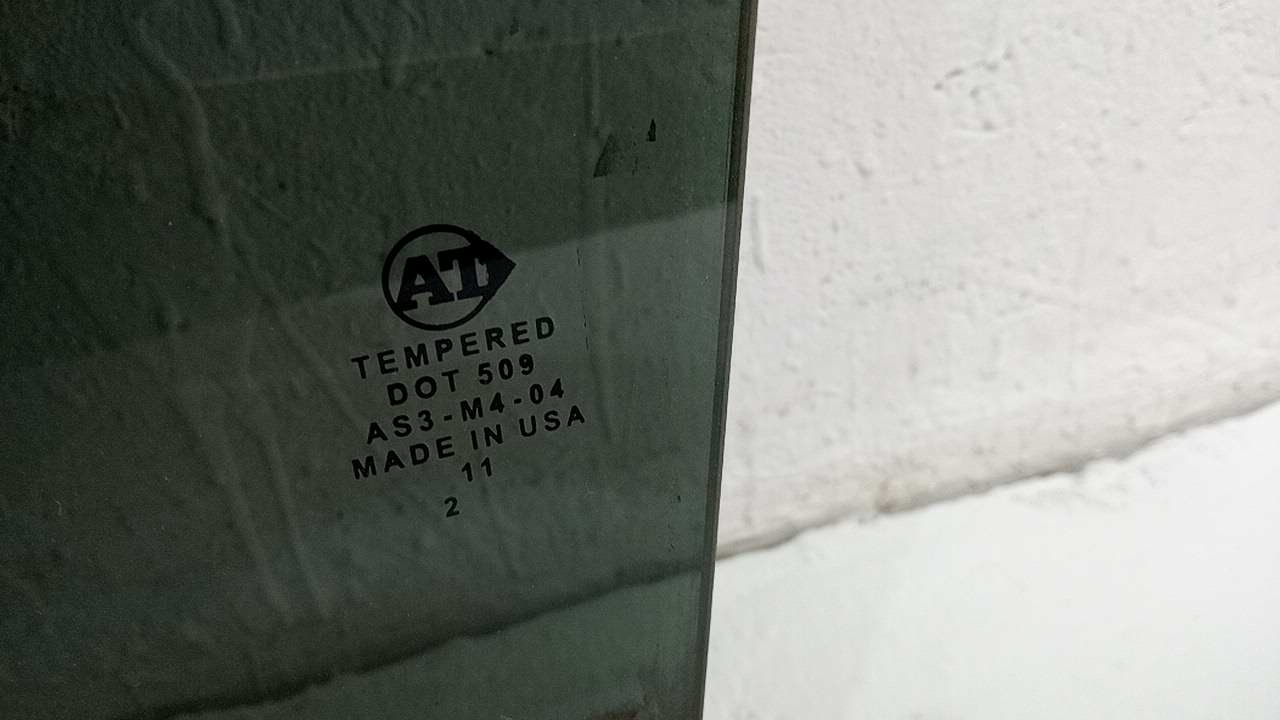 AT
TEMPERED
DOT 509
AS3-M4-04
MADE IN USA
11
2